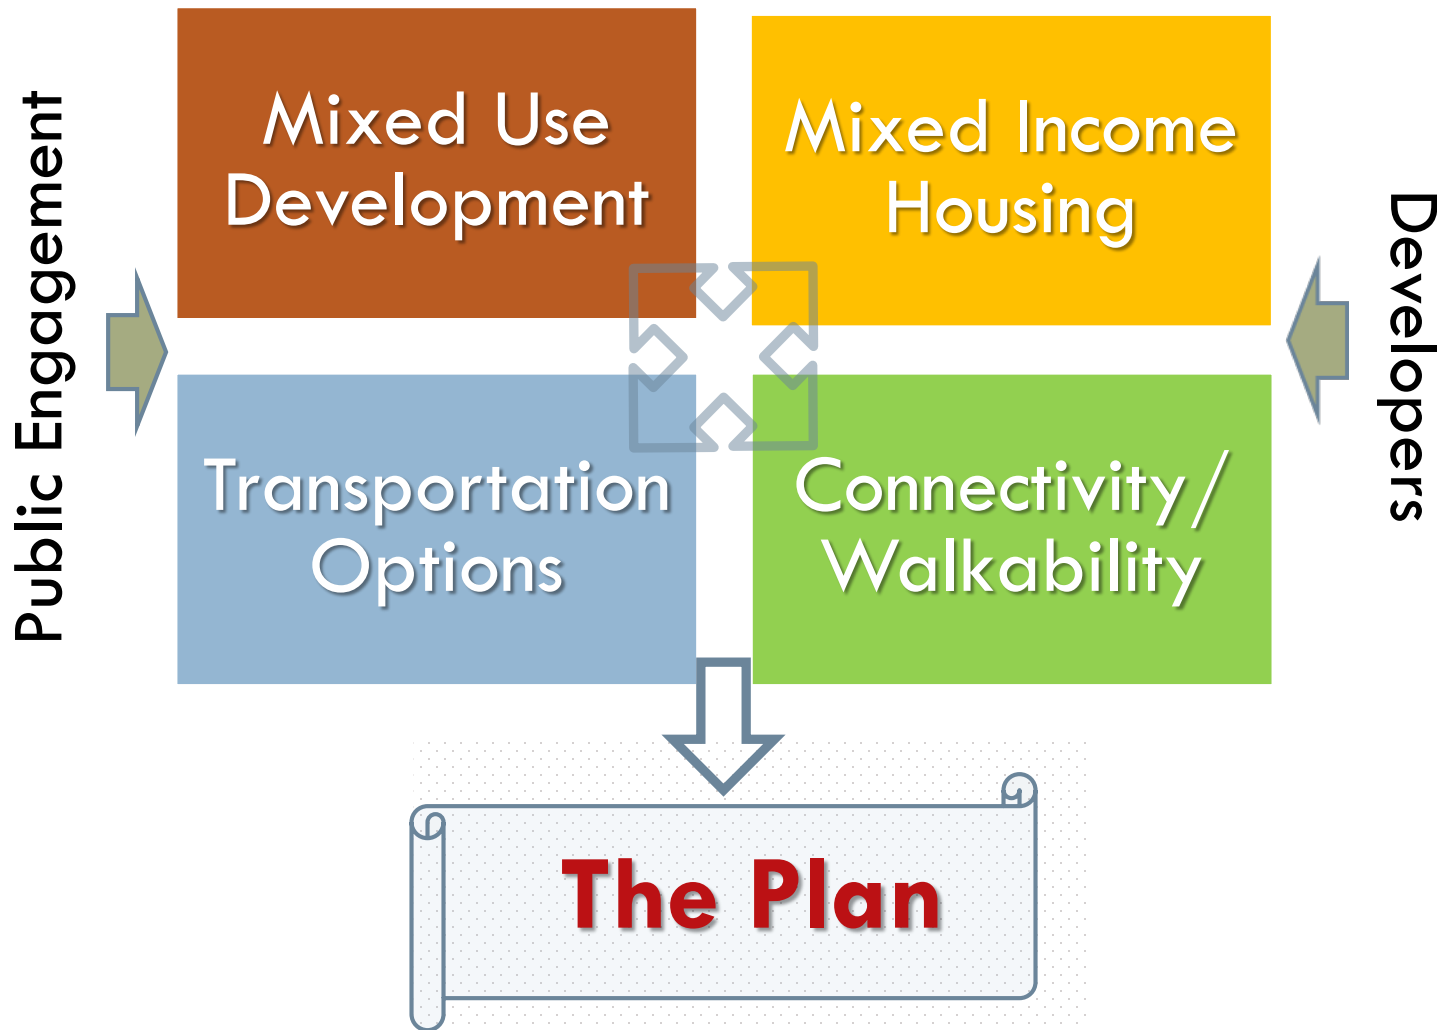 Public Engagement
Mixed Use
Development
Mixed Income
Housing
Developers
Transportation
Options
Connectivity/
Walkability
The Plan